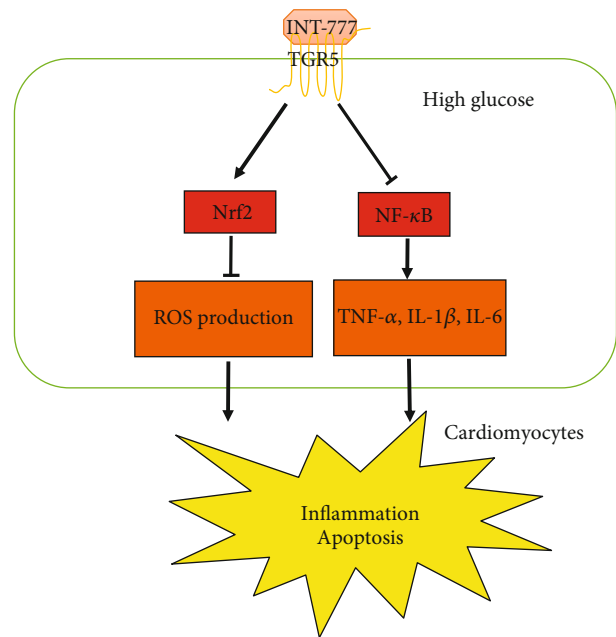 INT-777
TGR5
High glucose
Nrf2
NF-κB
ROS production
TNF-α, IL-1β, IL-6
Cardiomyocytes
Inflammation
Apoptosis